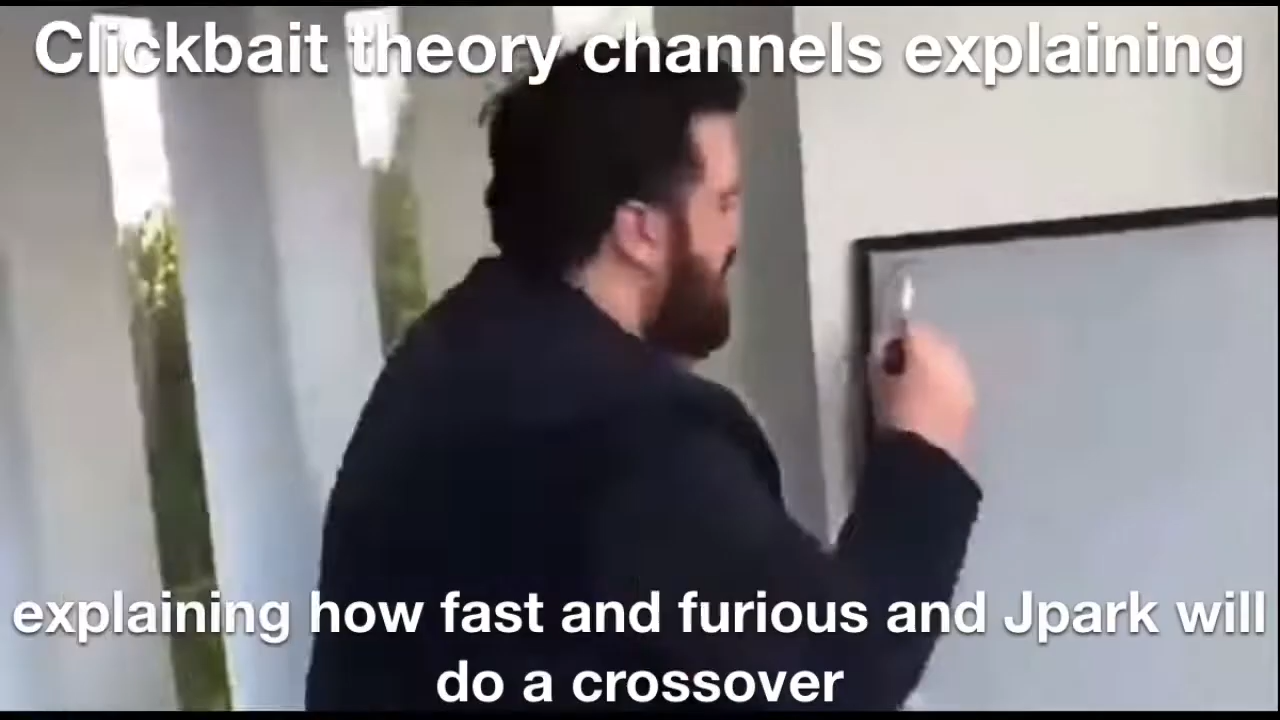 Clickbait theory channels explaining
explaining how fast and furious and Jpark will
do a crossover